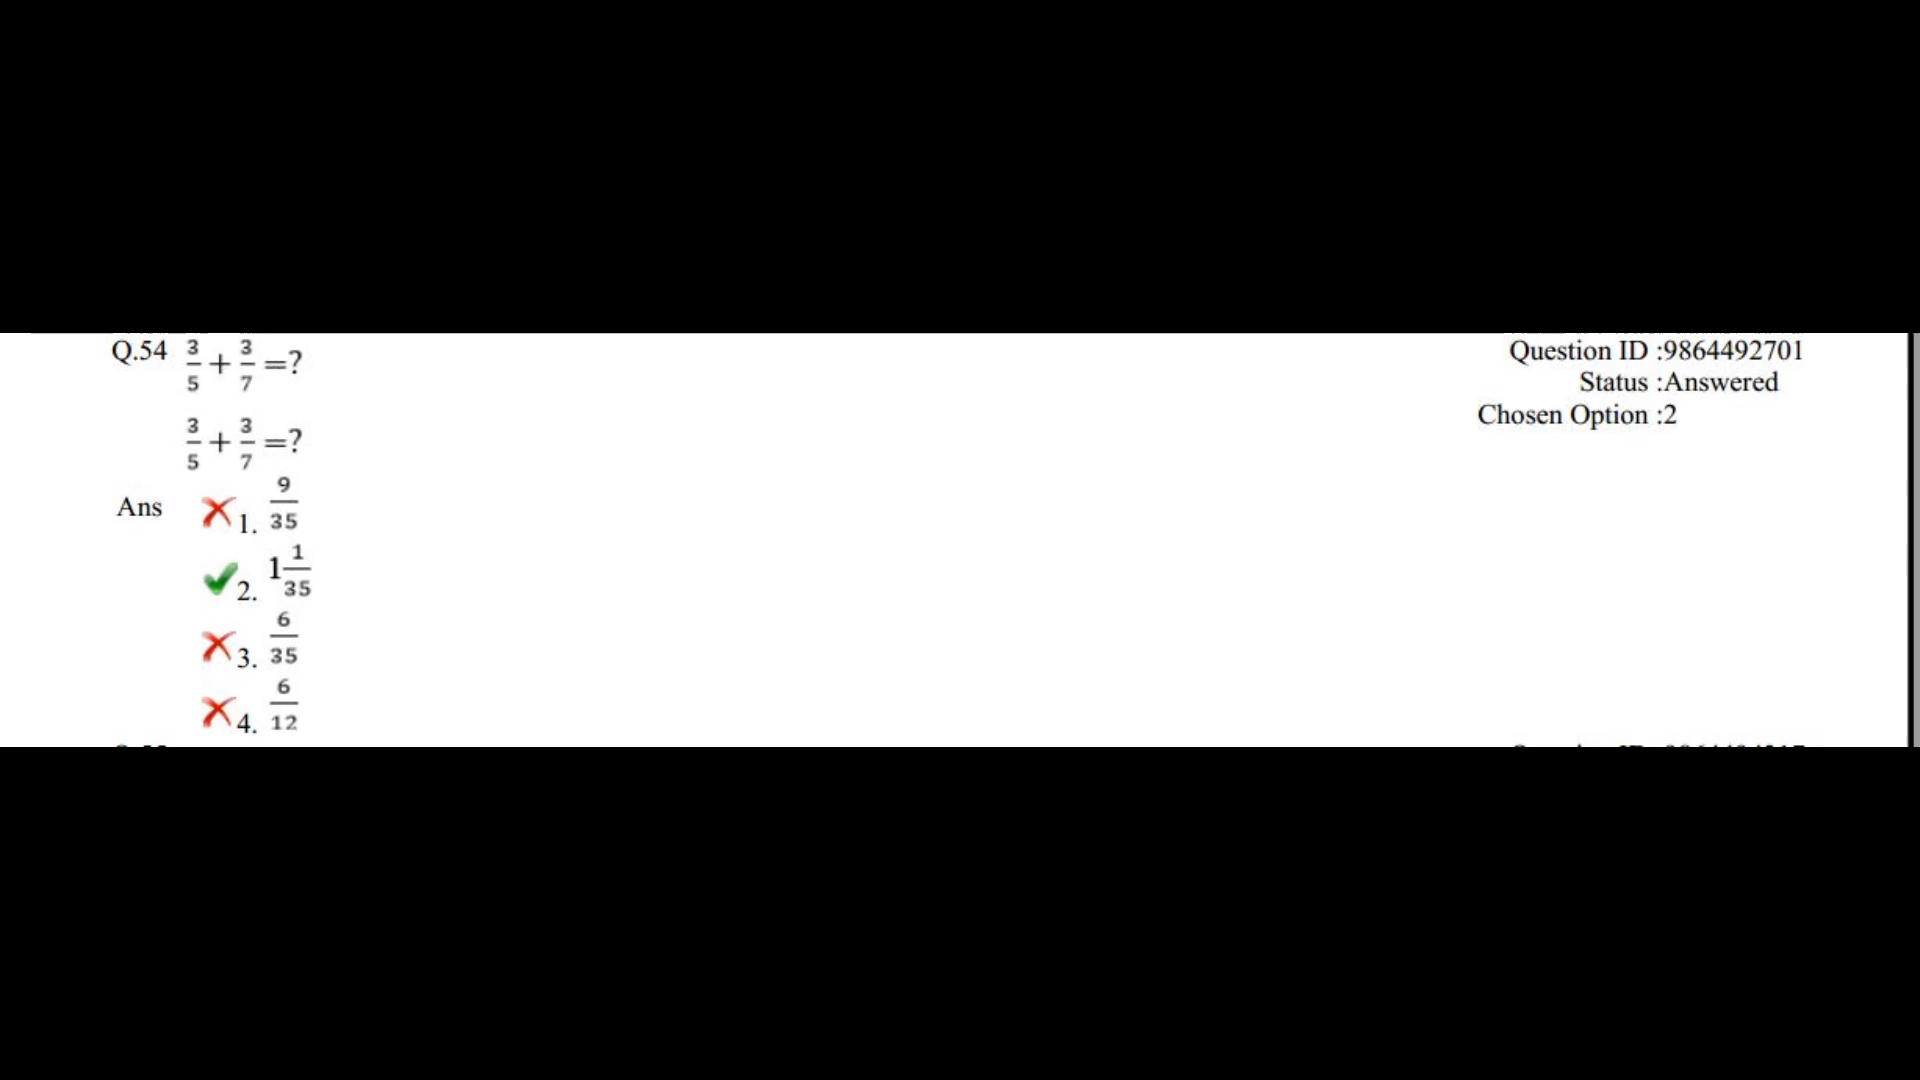 Q.54 3/5 + 3/7 =?
Question ID :9864492701
Status :Answered
Chosen Option :2
3/5 + 3/7 =?
Ans 1. 9/35
2. 1 1/35
3. 6/35
4. 6/12